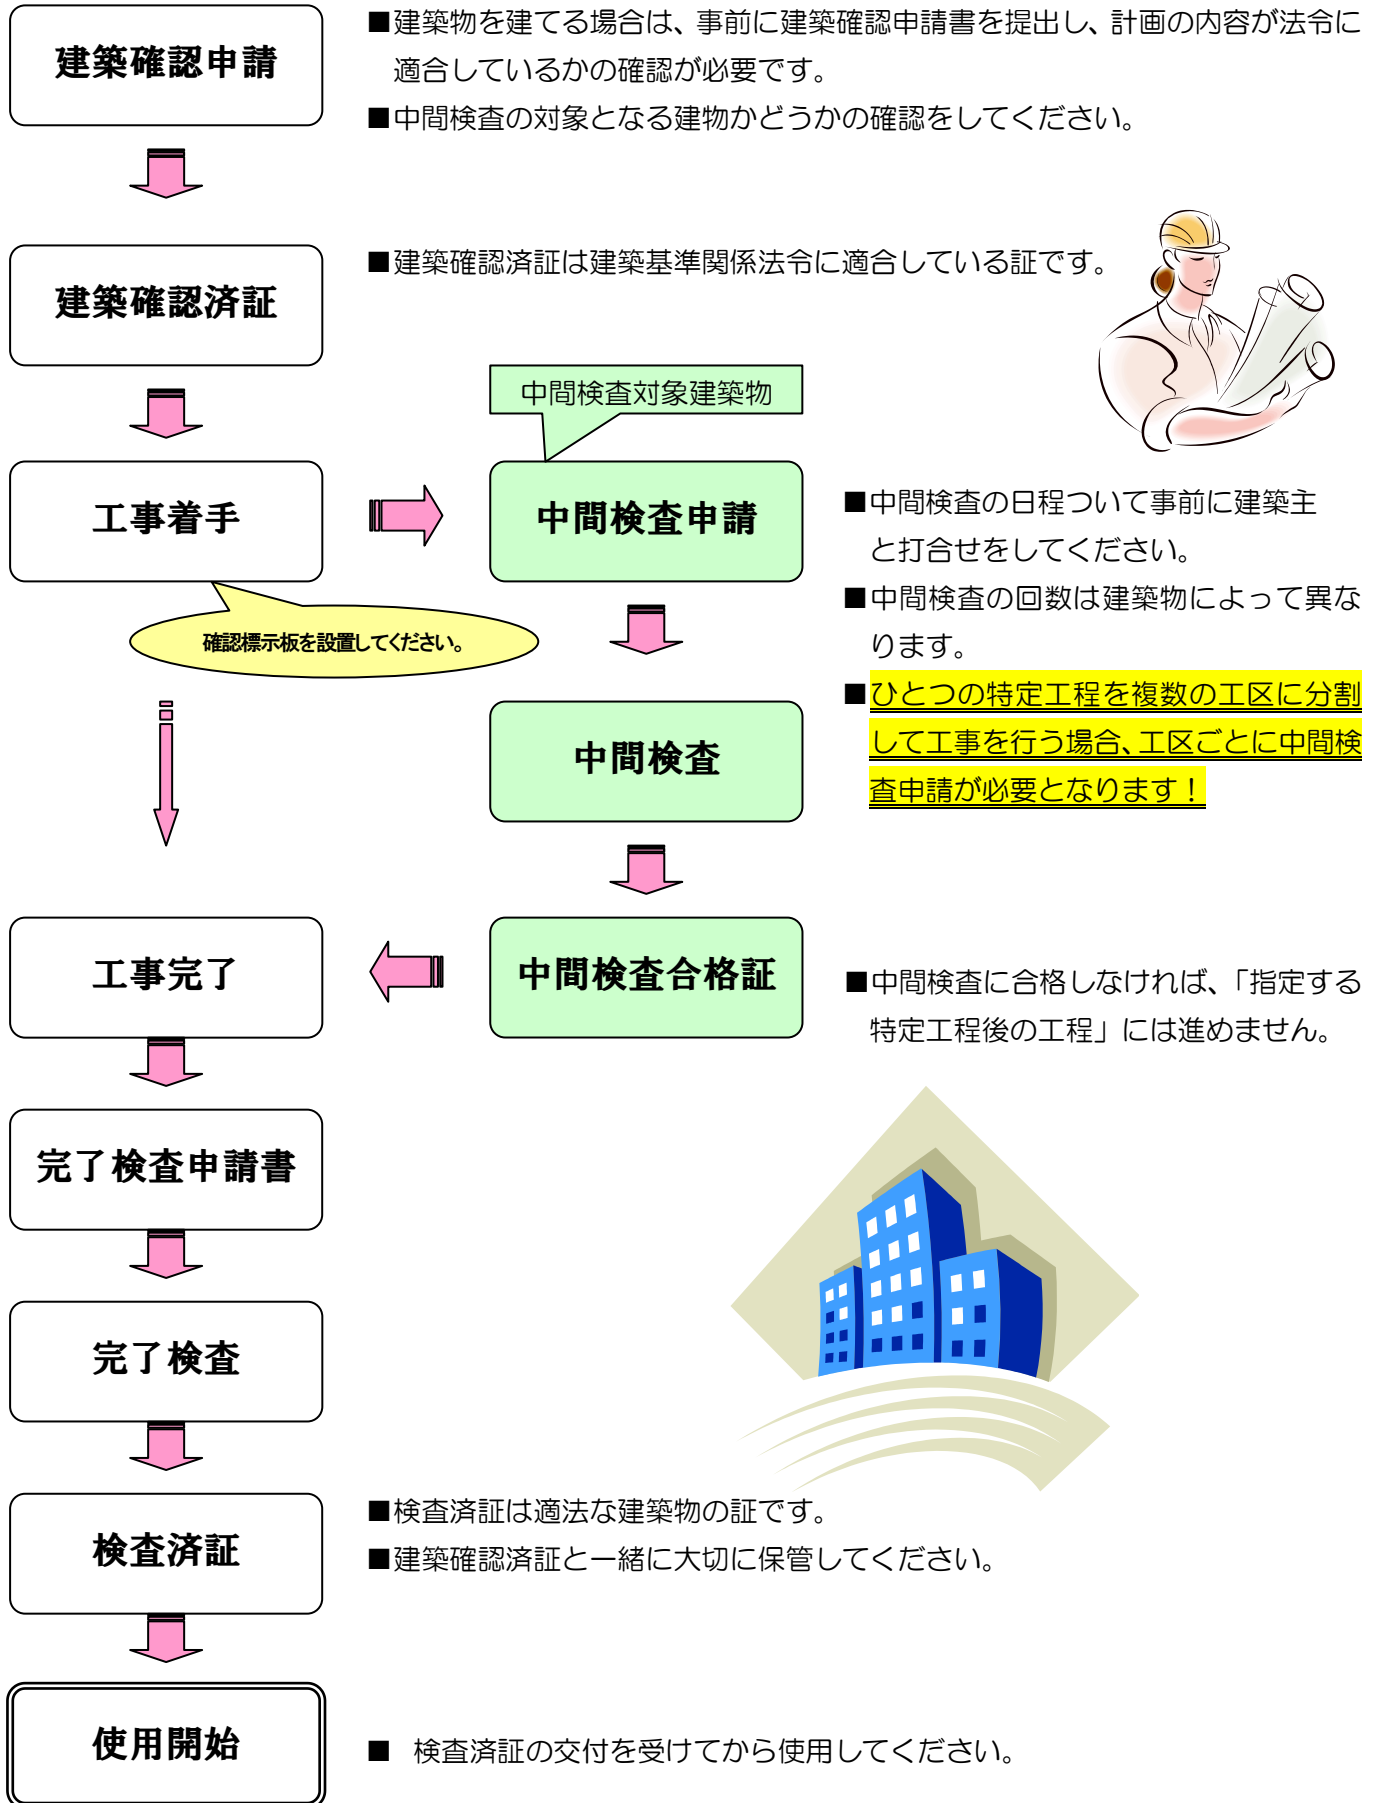 建築確認申請
■建築物を建てる場合は、事前に建築確認申請書を提出し、計画の内容が法令に
適合しているかの確認が必要です。
■中間検査の対象となる建物かどうかの確認をしてください。
建築確認済証
■建築確認済証は建築基準関係法令に適合している証です。
中間検査対象建築物
工事着手
中間検査申請
■中間検査の日程ついて事前に建築主
と打合せをしてください。
■中間検査の回数は建築物によって異な
ります。
■ひとつの特定工程を複数の工区に分割
して工事を行う場合、工区ごとに中間検
査申請が必要となります！
確認標示板を設置してください。
中間検査
工事完了
中間検査合格証
■中間検査に合格しなければ、「指定する
特定工程後の工程」には進めません。
完了検査申請書
完了検査
検査済証
■検査済証は適法な建築物の証です。
■建築確認済証と一緒に大切に保管してください。
使用開始
■　検査済証の交付を受けてから使用してください。